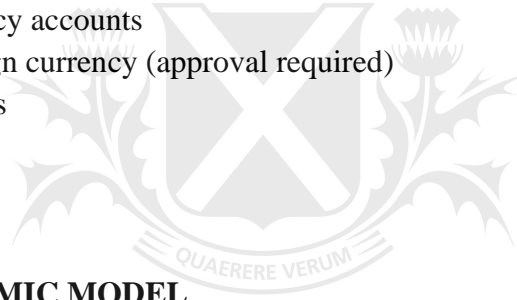 cy accounts
n currency (approval required)
s
QUAERERE VERUM
MIC MODEL